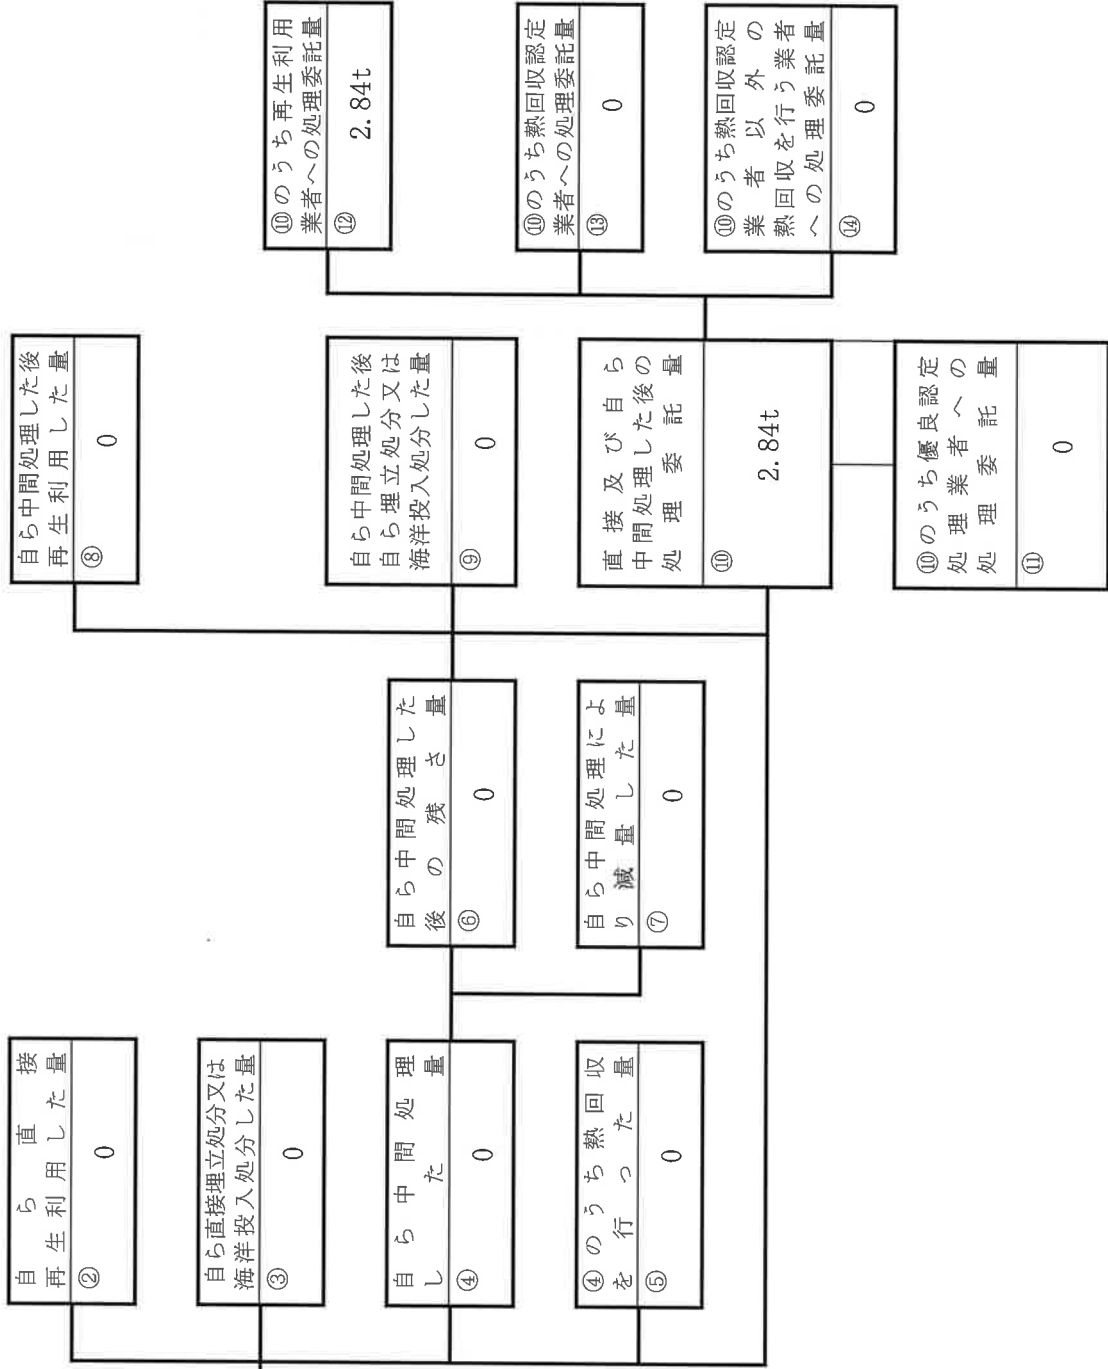 自ら直接
再生利用した量
②
0
自ら直接埋立処分又は
海洋投入処分した量
③
0
自ら中間処理
した量
④
0
④のうち熱回収
を行った量
⑤
0
自ら中間処理した
後の残さ量
⑥
0
自ら中間処理によ
り減量した量
⑦
0
自ら中間処理した後
再生利用した量
⑧
0
自ら中間処理した後
自ら埋立処分又は
海洋投入処分した量
⑨
0
直接及び自ら
中間処理した後の
処理委託量
⑩
2.84t
⑩のうち優良認定
処理業者への
処理委託量
⑪
0
⑩のうち再生利用
業者への処理委託量
⑫
2.84t
⑩のうち熱回収認定
業者への処理委託量
⑬
0
⑩のうち熱回収認定
業者以外の
熱回収を行う業者
への処理委託量
⑭
0